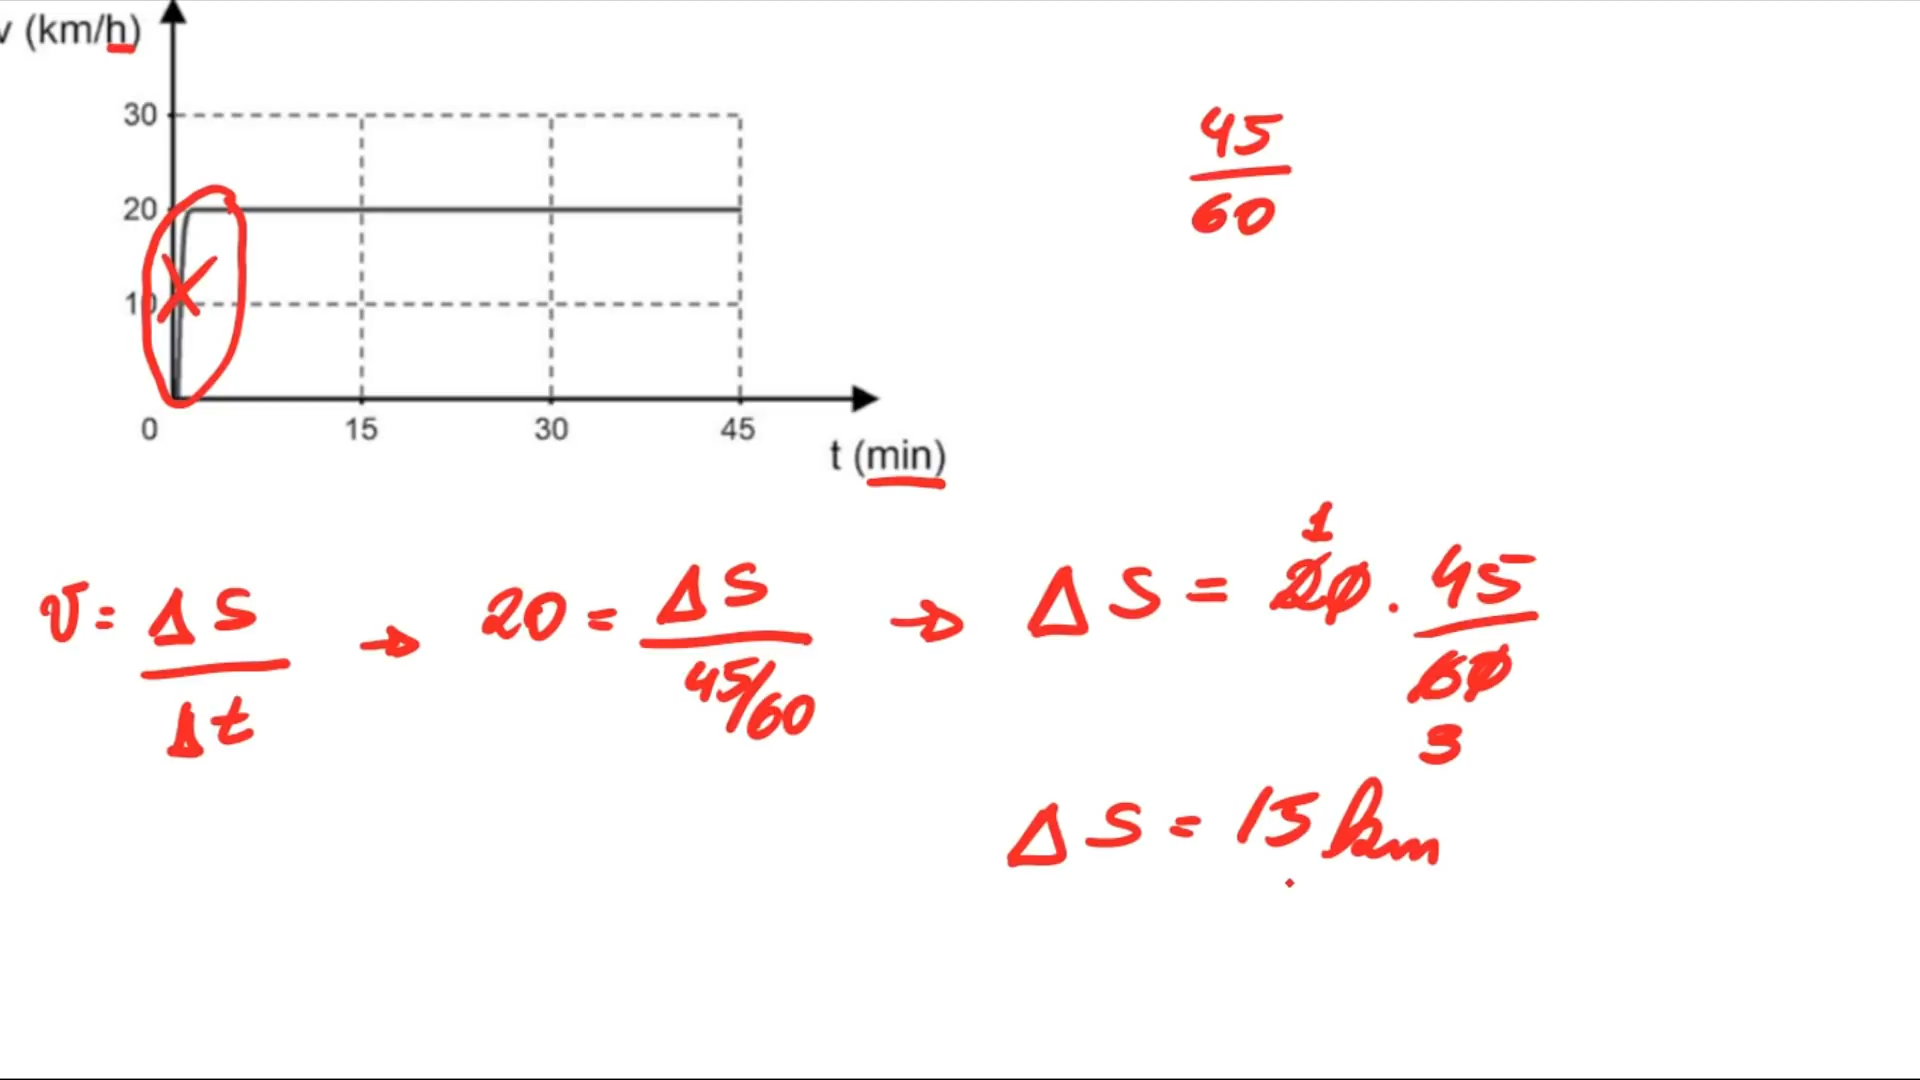 v (km/h)
30
20
10
0 15 30 45
t (min)
45
60
v = ΔS / Δt → 20 = ΔS / 45/60 → ΔS = 20 . 45 / 60
1
3
ΔS = 15 km